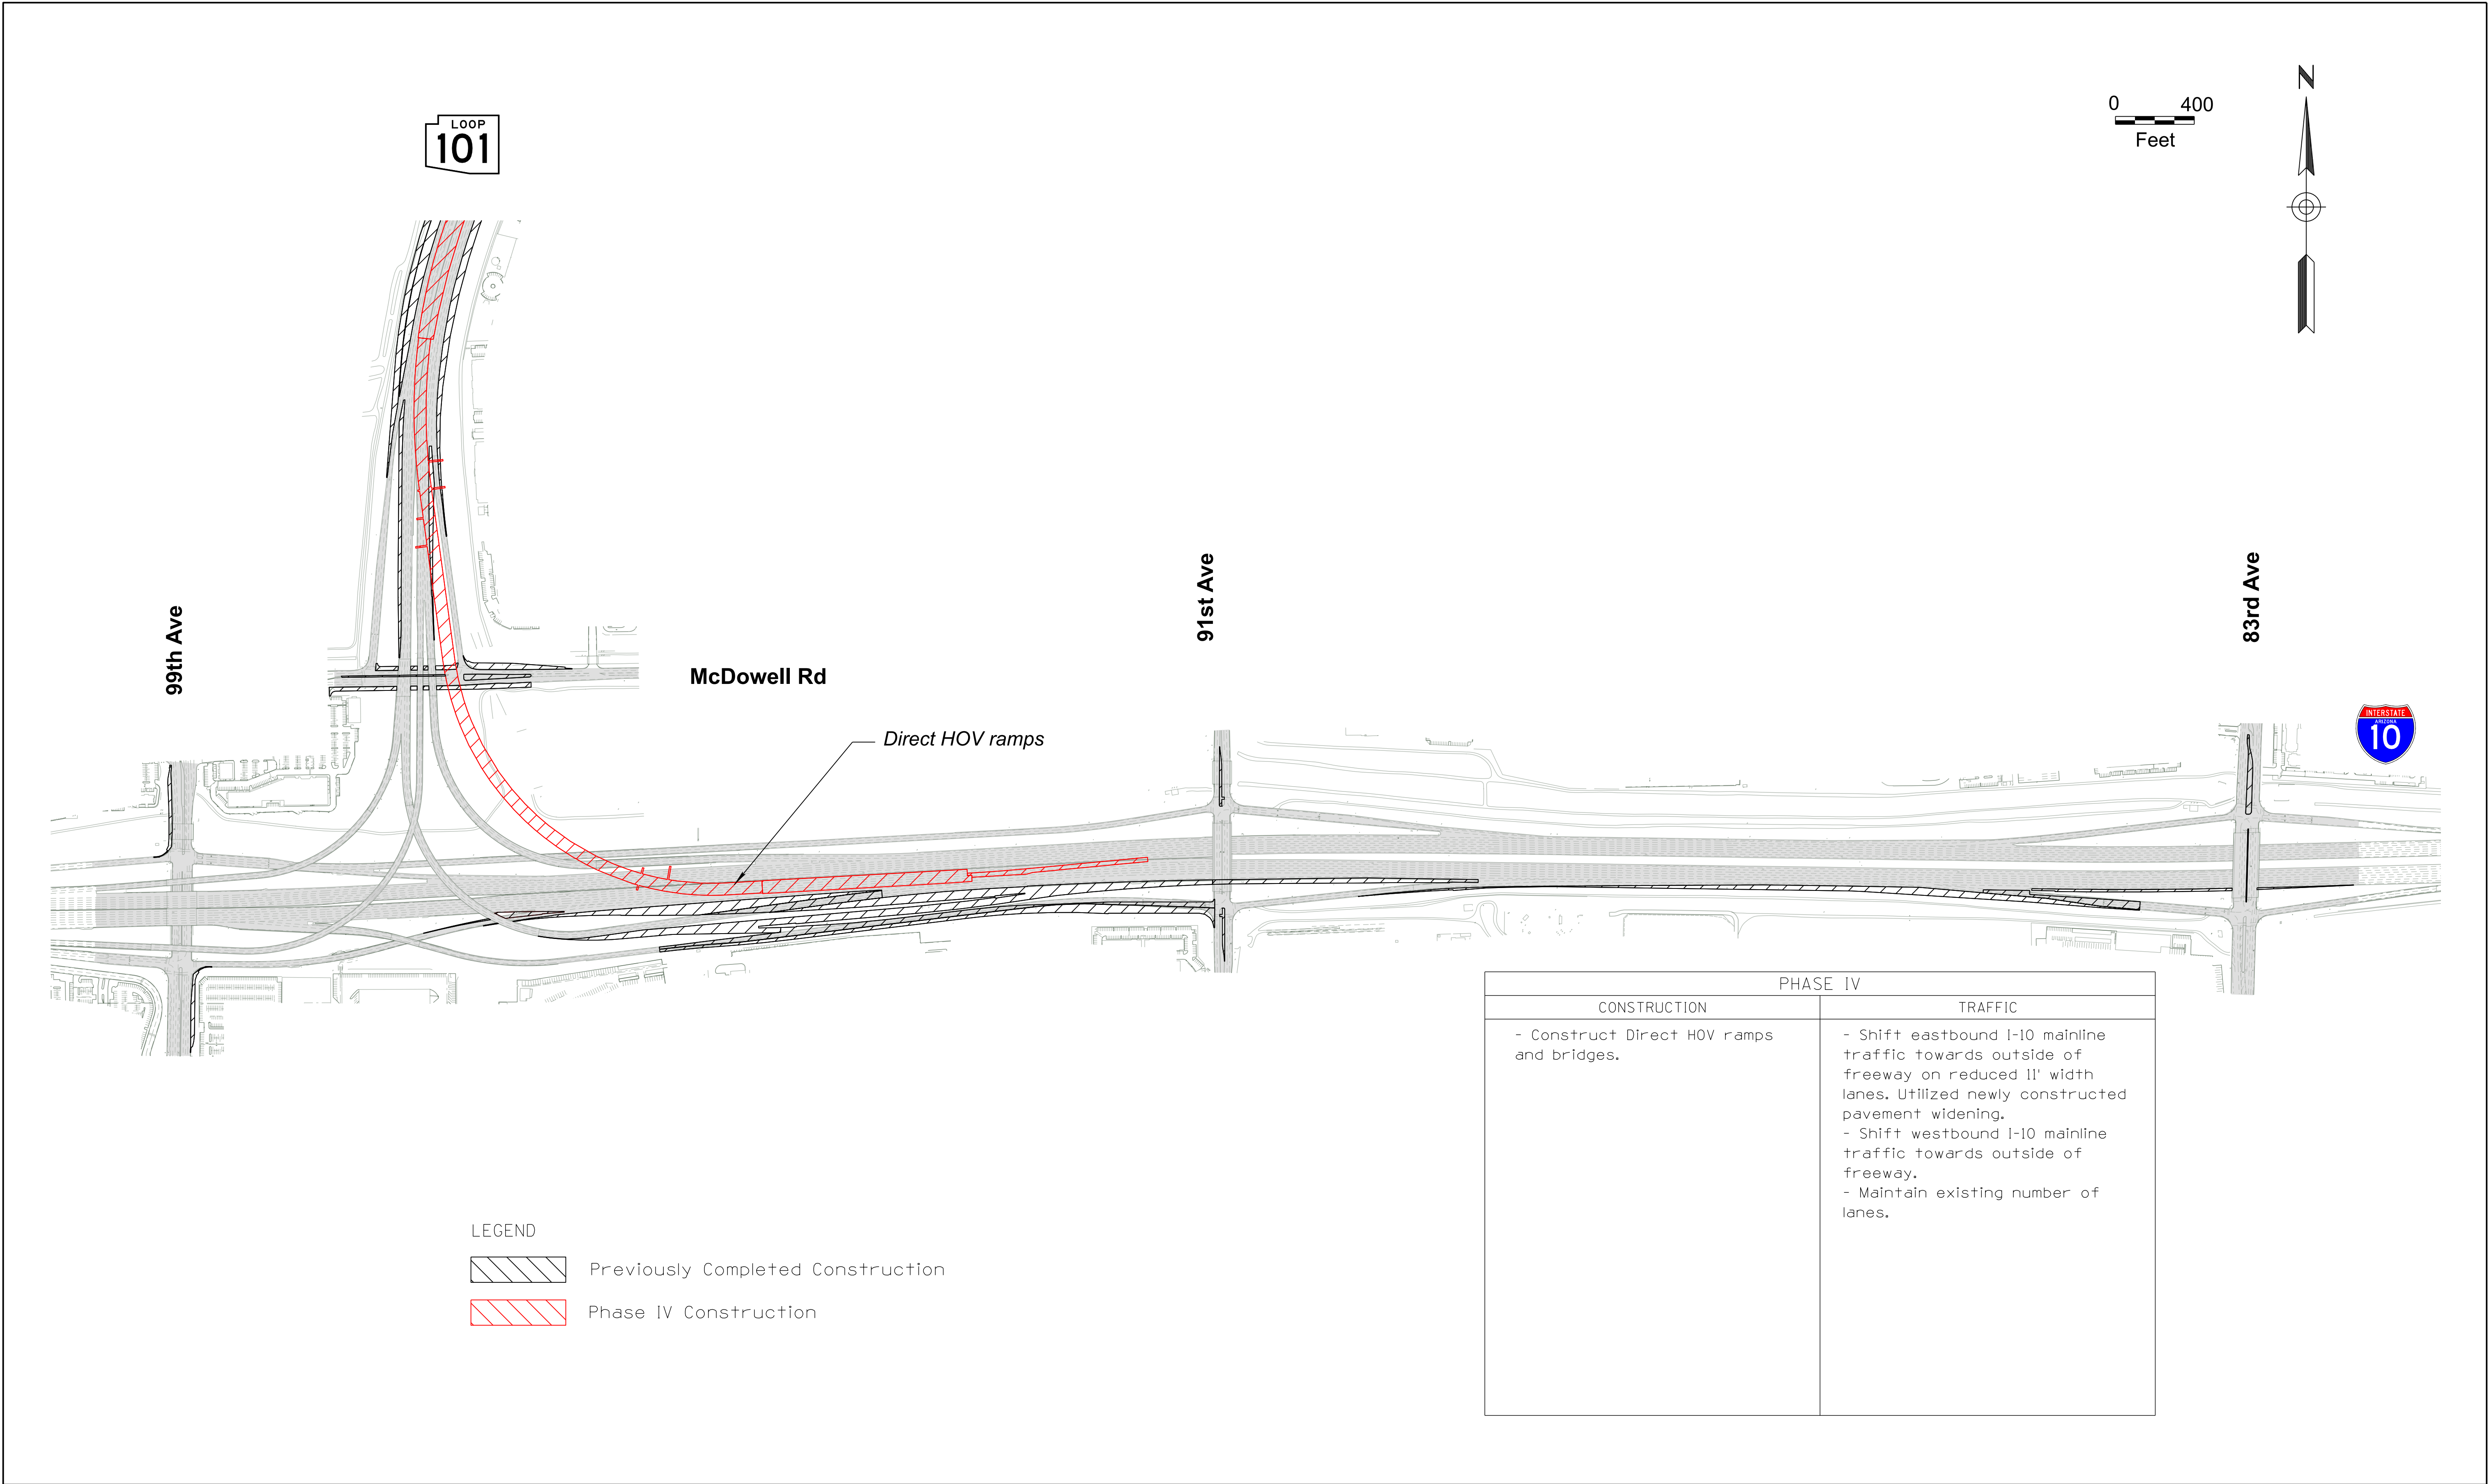 LOOP
101
N
0 400
Feet
99th Ave
91st Ave
83rd Ave
McDowell Rd
Direct HOV ramps
INTERSTATE
ARIZONA
10
PHASE IV
CONSTRUCTION
- Construct Direct HOV ramps
and bridges.
TRAFFIC
- Shift eastbound I-10 mainline
traffic towards outside of
freeway on reduced 11' width
lanes. Utilized newly constructed
pavement widening.
- Shift westbound I-10 mainline
traffic towards outside of
freeway.
- Maintain existing number of
lanes.
LEGEND
Previously Completed Construction
Phase IV Construction